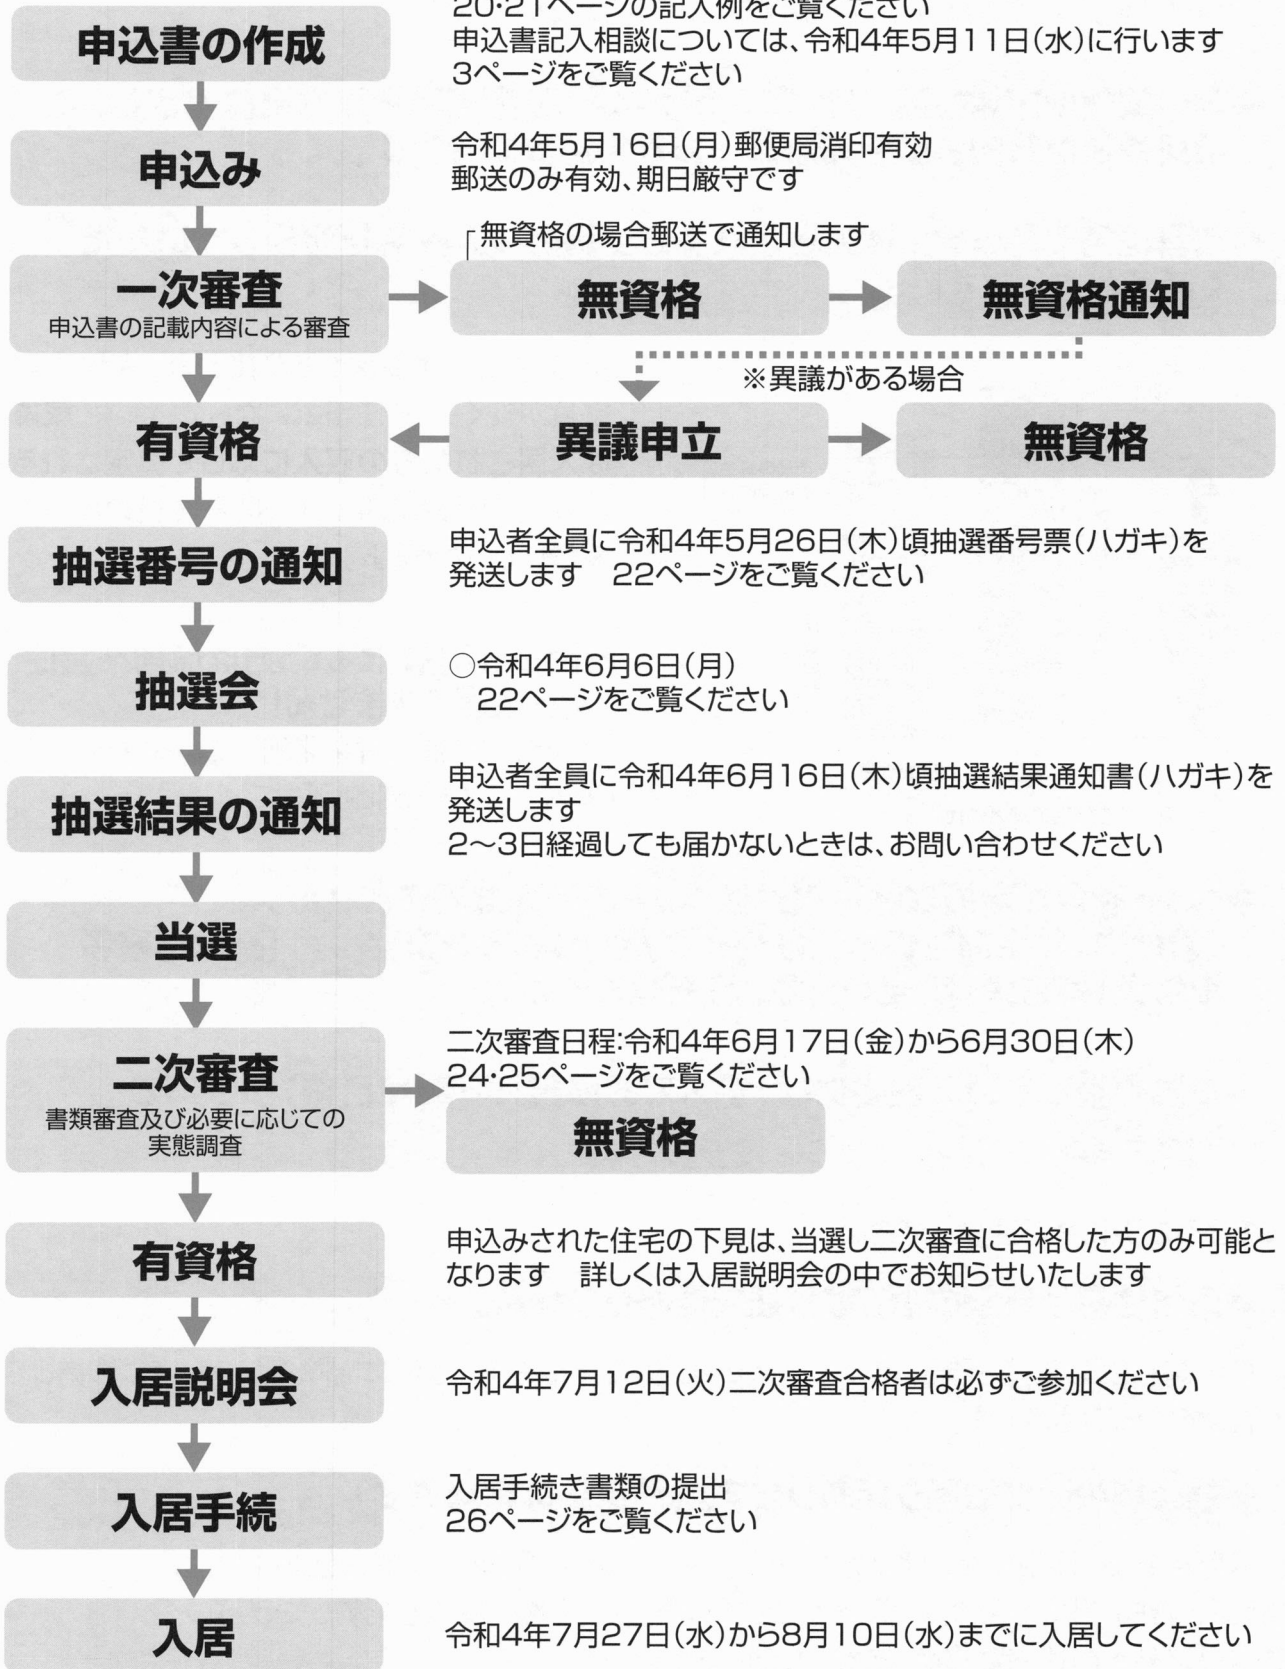 20・21ページの記入例をご覧ください
申込書の作成
申込書記入相談については、令和4年5月11日(水)に行います
3ページをご覧ください
申込み
令和4年5月16日(月)郵便局消印有効
郵送のみ有効、期日厳守です
無資格の場合郵送で通知します
一次審査
申込書の記載内容による審査
無資格
無資格通知
※異議がある場合
有資格
異議申立
無資格
抽選番号の通知
申込者全員に令和4年5月26日(木)頃抽選番号票(ハガキ)を
発送します　22ページをご覧ください
抽選会
○令和4年6月6日(月)
22ページをご覧ください
抽選結果の通知
申込者全員に令和4年6月16日(木)頃抽選結果通知書(ハガキ)を
発送します
2〜3日経過しても届かないときは、お問い合わせください
当選
二次審査
書類審査及び必要に応じての
実態調査
二次審査日程:令和4年6月17日(金)から6月30日(木)
24・25ページをご覧ください
無資格
有資格
申込みされた住宅の下見は、当選し二次審査に合格した方のみ可能と
なります　詳しくは入居説明会の中でお知らせいたします
入居説明会
令和4年7月12日(火)二次審査合格者は必ずご参加ください
入居手続
入居手続き書類の提出
26ページをご覧ください
入居
令和4年7月27日(水)から8月10日(水)までに入居してください